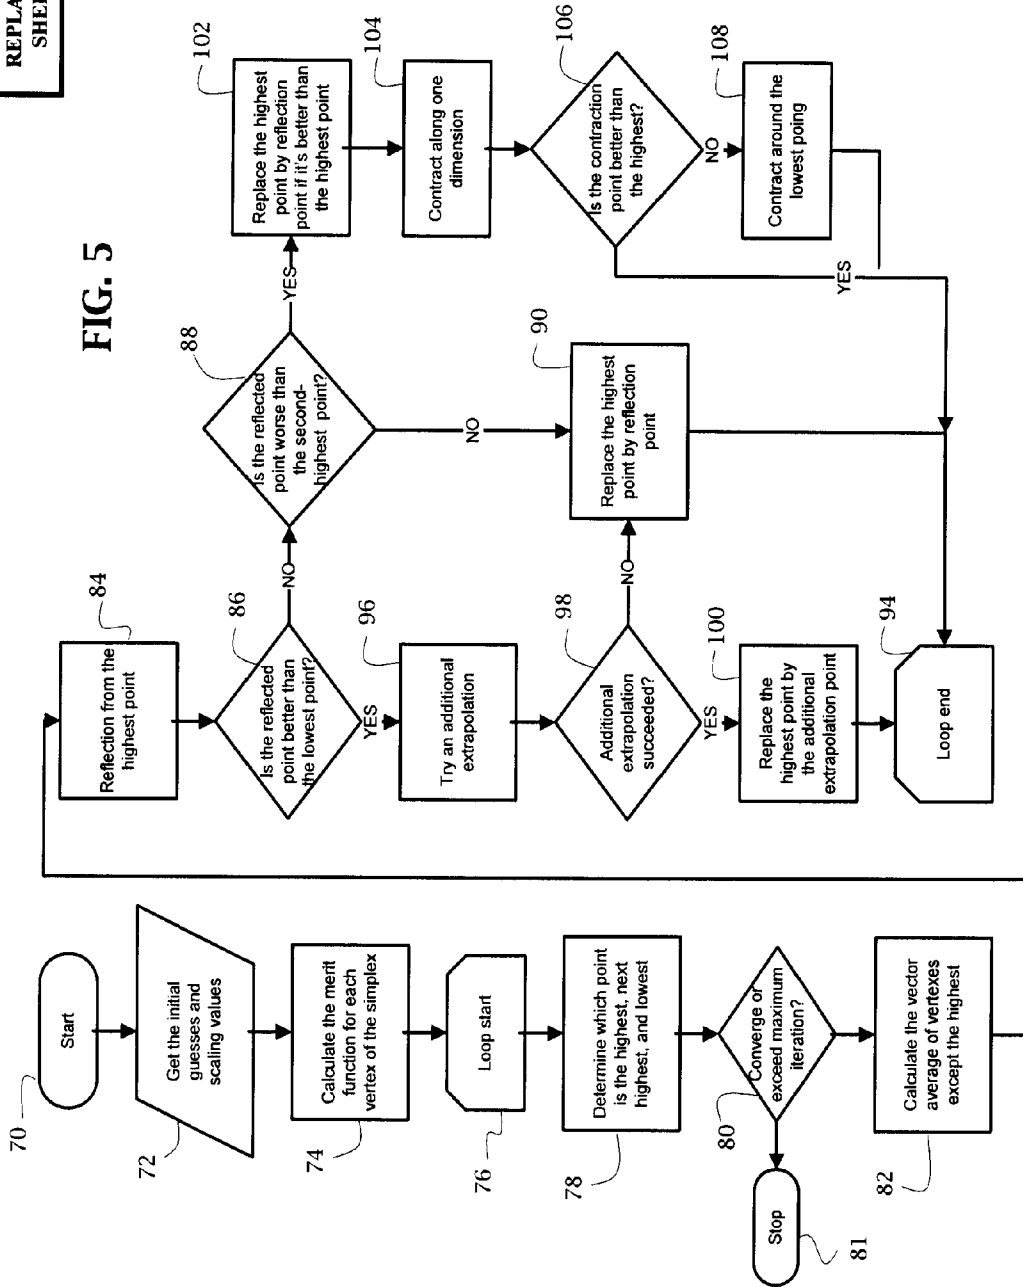 REPLA
SHE
FIG. 5
70
Start
72
Get the initial
guesses and
scaling values
74
Calculate the merit
function for each
vertex of the simplex
76
Loop start
78
Determine which point
is the highest, next
highest, and lowest
80
Converge or
exceed maximum
iteration?
81
Stop
82
Calculate the vector
average of vertexes
except the highest
84
Reflection from the
highest point
86
Is the reflected
point better than
the lowest point?
NO
YES
88
Is the reflected
point worse than
the second-
highest point?
YES
NO
90
Replace the highest
point by reflection
point
96
Try an additional
extrapolation
98
Additional
extrapolation
succeeded?
NO
YES
100
Replace the
highest point by
the additional
extrapolation point
94
Loop end
102
Replace the highest
point by reflection
point if it's better than
the highest point
104
Contract along one
dimension
106
Is the contraction
point better than
the highest?
NO
YES
108
Contract around the
lowest poing